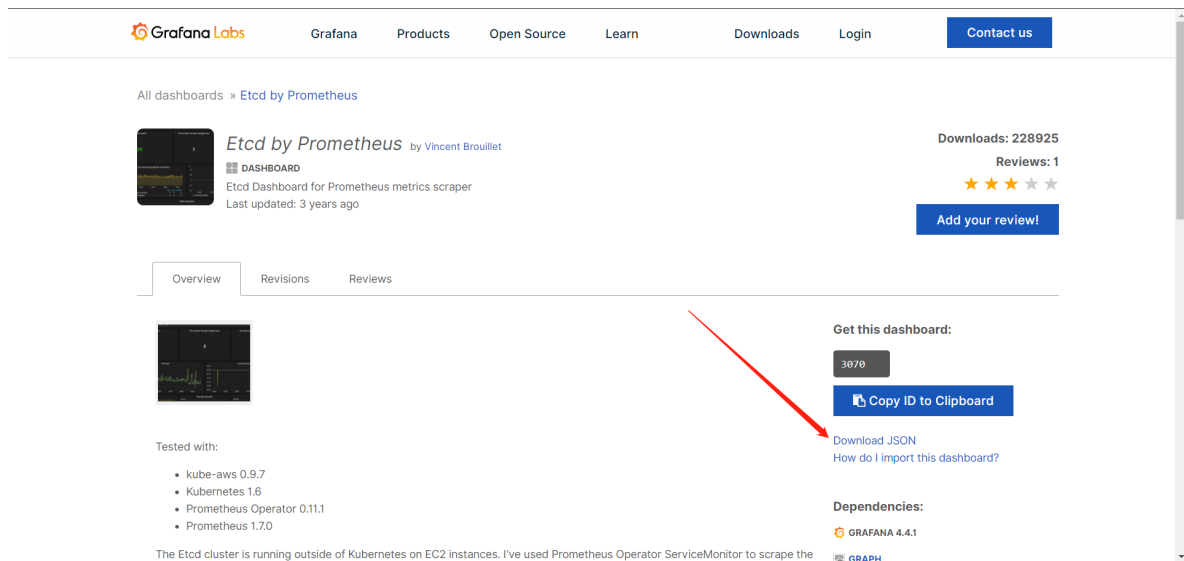 Grafana Labs
Grafana Products Open Source Learn Downloads Login Contact us
All dashboards » Etcd by Prometheus
Etcd by Prometheus by Vincent Brouillet
DASHBOARD
Etcd Dashboard for Prometheus metrics scraper
Last updated: 3 years ago
Downloads: 228925
Reviews: 1
Add your review!
Overview Revisions Reviews
Get this dashboard:
3070
Copy ID to Clipboard
Download JSON
How do I import this dashboard?
Tested with:
• kube-aws 0.9.7
• Kubernetes 1.6
• Prometheus Operator 0.11.1
• Prometheus 1.7.0
The Etcd cluster is running outside of Kubernetes on EC2 instances. I've used Prometheus Operator ServiceMonitor to scrape the
Dependencies:
GRAFANA 4.4.1
GRAPH